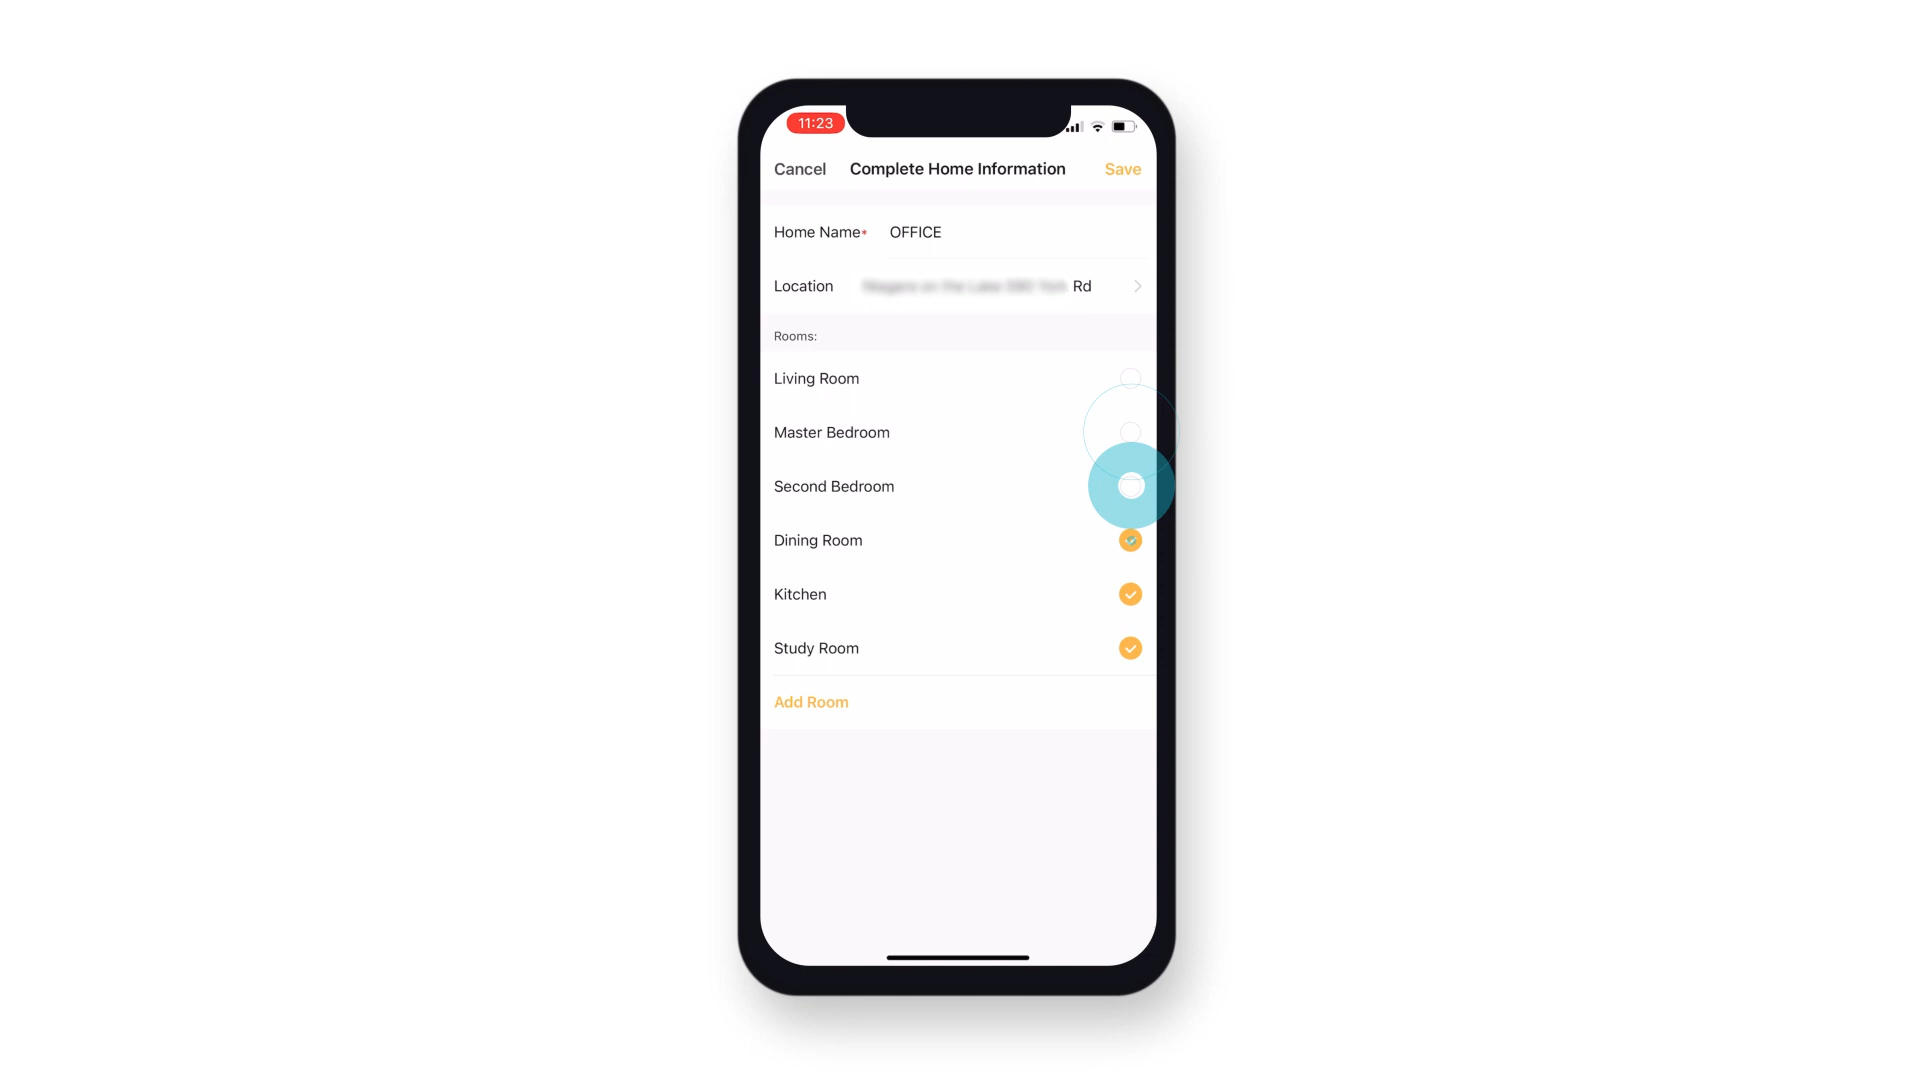 11:23
Cancel Complete Home Information Save
Home Name* OFFICE
Location Rd
Rooms:
Living Room
Master Bedroom
Second Bedroom
Dining Room
Kitchen
Study Room
Add Room